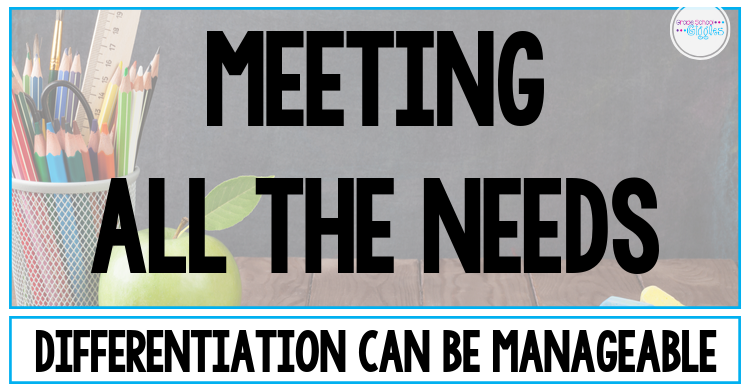 Grade School
Giggles
MEETING
ALL THE NEEDS
DIFFERENTIATION CAN BE MANAGEABLE